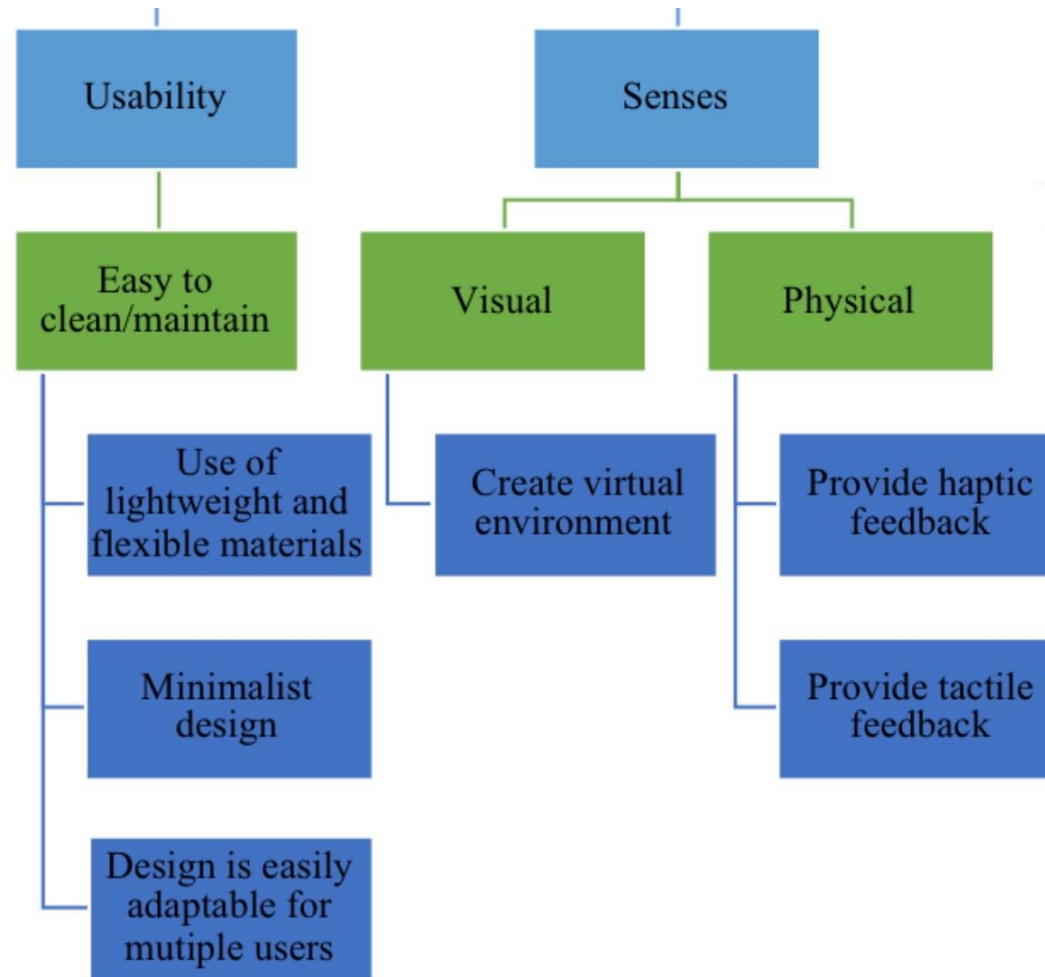 Usability
Senses
Easy to
clean/maintain
Visual
Physical
Use of
lightweight and
flexible materials
Create virtual
environment
Provide haptic
feedback
Minimalist
design
Provide tactile
feedback
Design is easily
adaptable for
mutiple users